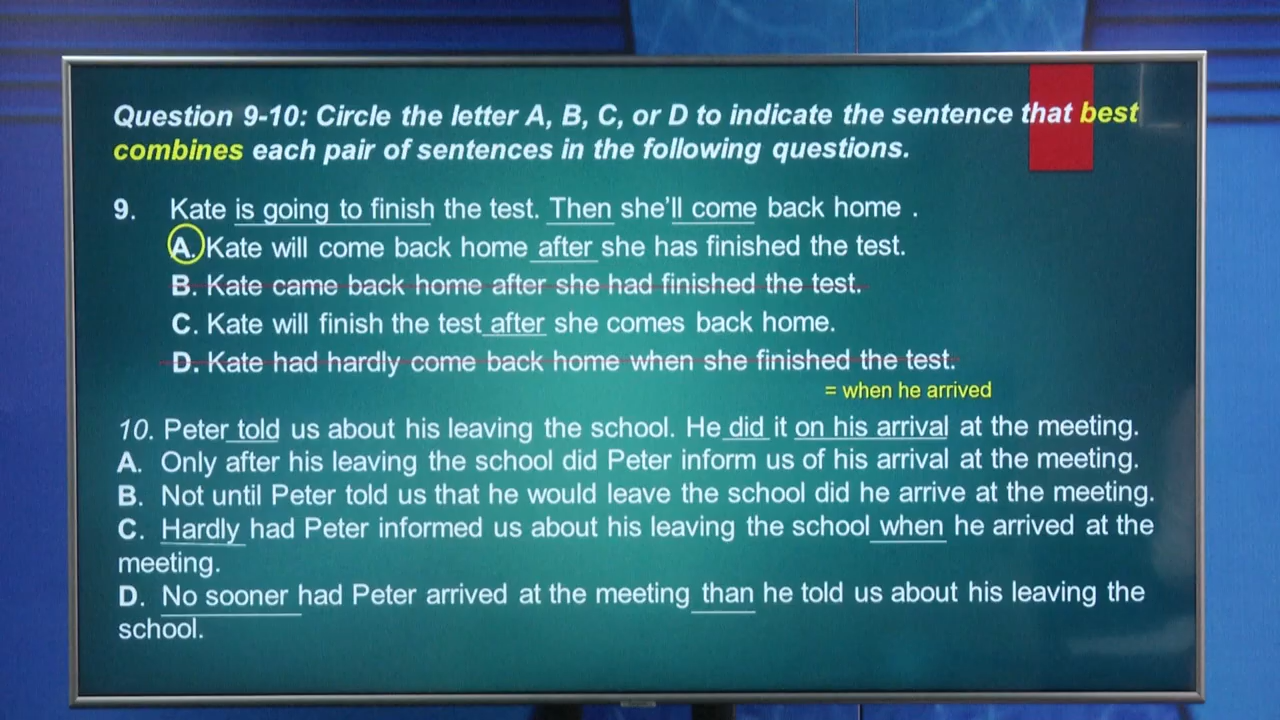 Question 9-10: Circle the letter A, B, C, or D to indicate the sentence that best
combines each pair of sentences in the following questions.
9. Kate is going to finish the test. Then she'll come back home .
A. Kate will come back home after she has finished the test.
B. Kate came back home after she had finished the test.
C. Kate will finish the test after she comes back home.
D. Kate had hardly come back home when she finished the test.
= when he arrived
10. Peter told us about his leaving the school. He did it on his arrival at the meeting.
A. Only after his leaving the school did Peter inform us of his arrival at the meeting.
B. Not until Peter told us that he would leave the school did he arrive at the meeting.
C. Hardly had Peter informed us about his leaving the school when he arrived at the
meeting.
D. No sooner had Peter arrived at the meeting than he told us about his leaving the
school.